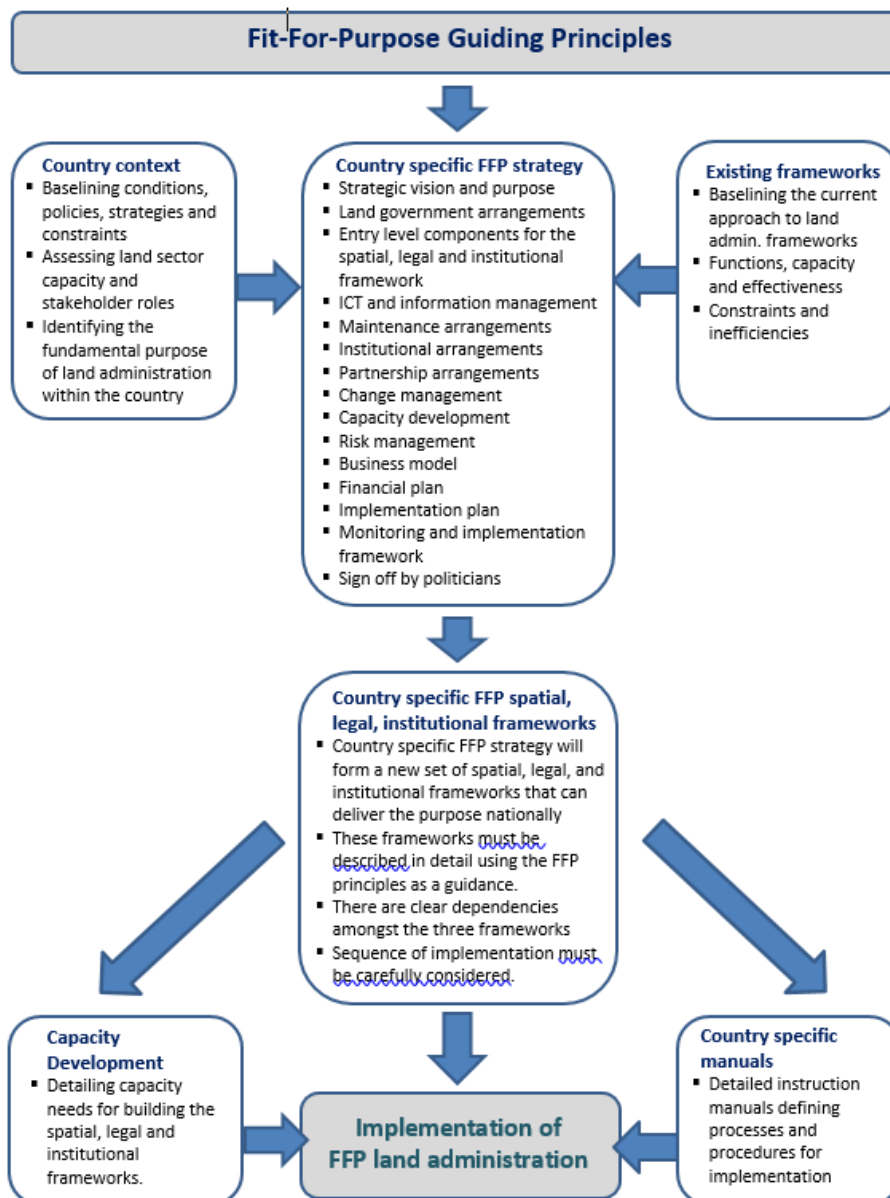 Fit-For-Purpose Guiding Principles
Country context
▪ Baselining conditions,
policies, strategies and
constraints
▪ Assessing land sector
capacity and
stakeholder roles
▪ Identifying the
fundamental purpose
of land administration
within the country
Country specific FFP strategy
▪ Strategic vision and purpose
▪ Land government arrangements
▪ Entry level components for the
spatial, legal and institutional
framework
▪ ICT and information management
▪ Maintenance arrangements
▪ Institutional arrangements
▪ Partnership arrangements
▪ Change management
▪ Capacity development
▪ Risk management
▪ Business model
▪ Financial plan
▪ Implementation plan
▪ Monitoring and implementation
framework
▪ Sign off by politicians
Existing frameworks
▪ Baselining the current
approach to land
admin. frameworks
▪ Functions, capacity
and effectiveness
▪ Constraints and
inefficiencies
Country specific FFP spatial,
legal, institutional frameworks
▪ Country specific FFP strategy will
form a new set of spatial, legal, and
institutional frameworks that can
deliver the purpose nationally
▪ These frameworks must be
described in detail using the FFP
principles as a guidance.
▪ There are clear dependencies
amongst the three frameworks
▪ Sequence of implementation must
be carefully considered.
Capacity
Development
▪ Detailing capacity
needs for building the
spatial, legal and
institutional
frameworks.
Implementation of
FFP land administration
Country specific
manuals
▪ Detailed instruction
manuals defining
processes and
procedures for
implementation